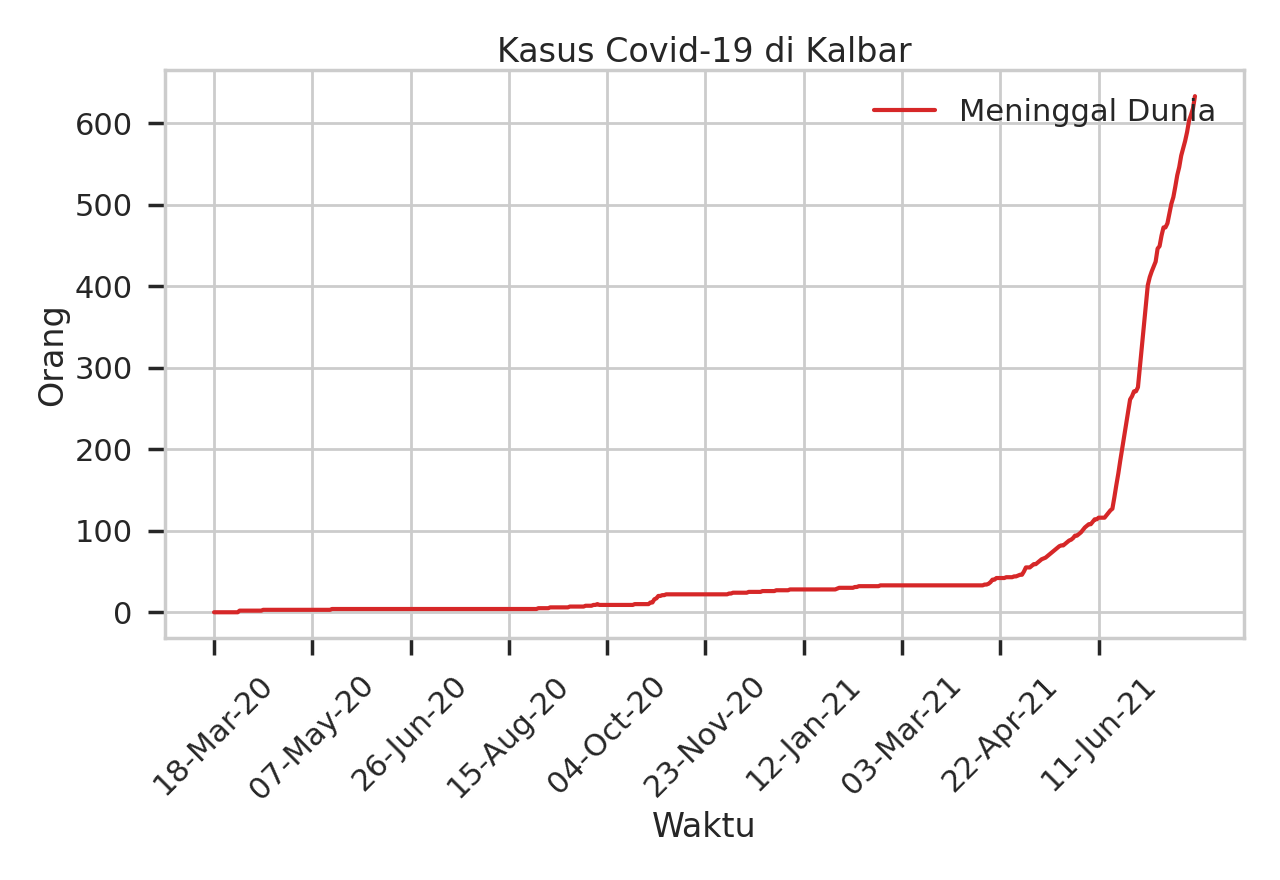 Kasus Covid-19 di Kalbar
Meninggal Dunia
600
500
400
300
200
100
0
Orang
18-Mar-20
07-May-20
26-Jun-20
15-Aug-20
04-Oct-20
23-Nov-20
12-Jan-21
03-Mar-21
22-Apr-21
11-Jun-21
Waktu